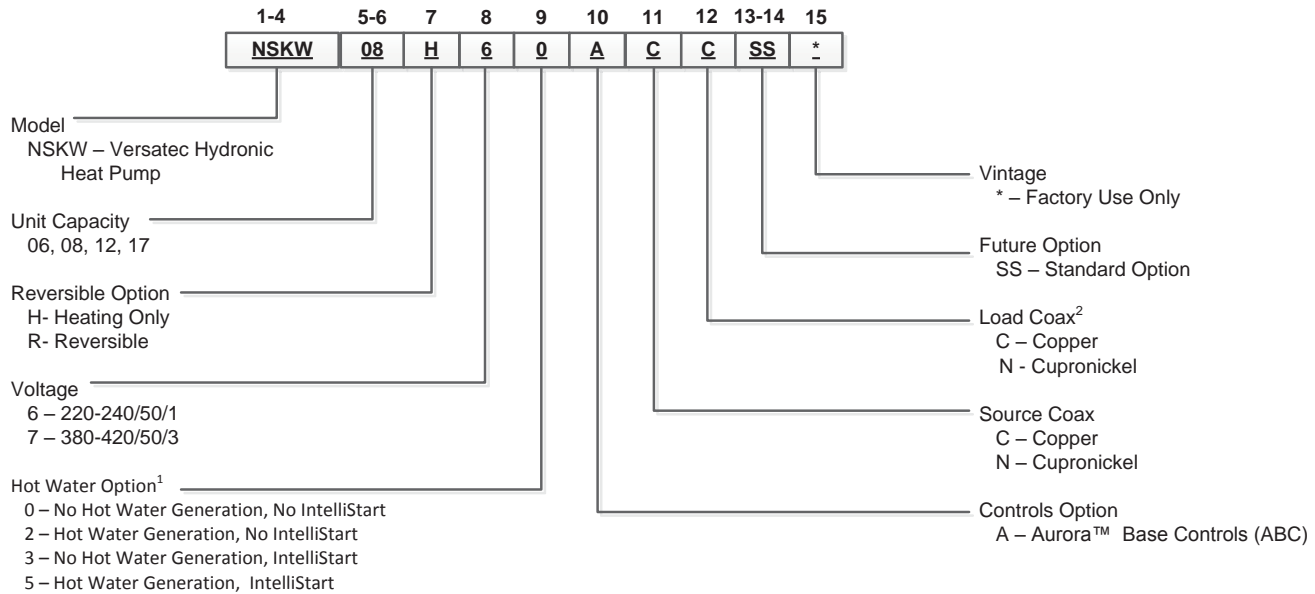 1-4 5-6 7 8 9 10 11 12 13-14 15
NSKW 08 H 6 0 A C C SS *
Model
NSKW – Versatec Hydronic
Heat Pump
Unit Capacity
06, 08, 12, 17
Reversible Option
H- Heating Only
R- Reversible
Voltage
6 – 220-240/50/1
7 – 380-420/50/3
Hot Water Option¹
0 – No Hot Water Generation, No IntelliStart
2 – Hot Water Generation, No IntelliStart
3 – No Hot Water Generation, IntelliStart
5 – Hot Water Generation, IntelliStart
Vintage
* – Factory Use Only
Future Option
SS – Standard Option
Load Coax²
C – Copper
N - Cupronickel
Source Coax
C – Copper
N – Cupronickel
Controls Option
A – Aurora™ Base Controls (ABC)